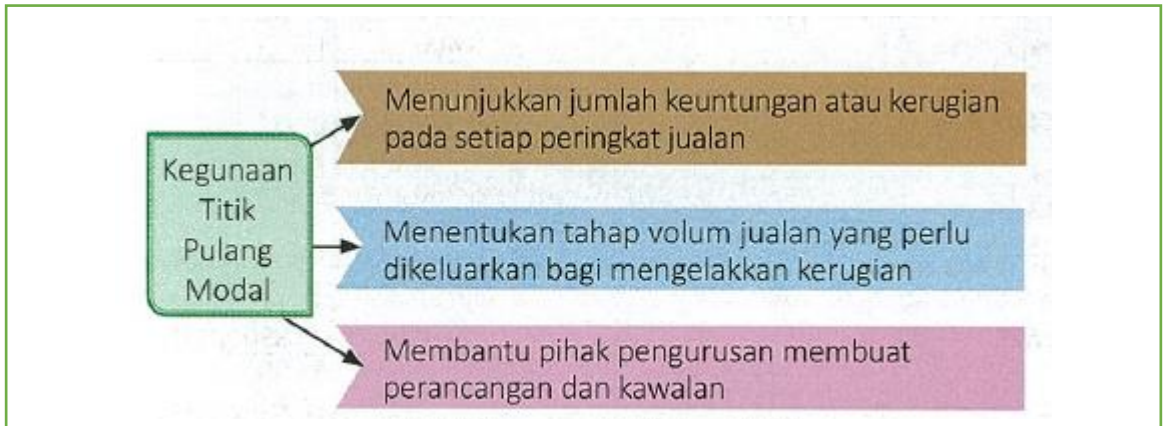 Kegunaan
Titik
Pulang
Modal
Menunjukkan jumlah keuntungan atau kerugian
pada setiap peringkat jualan
Menentukan tahap volum jualan yang perlu
dikeluarkan bagi mengelakkan kerugian
Membantu pihak pengurusan membuat
perancangan dan kawalan